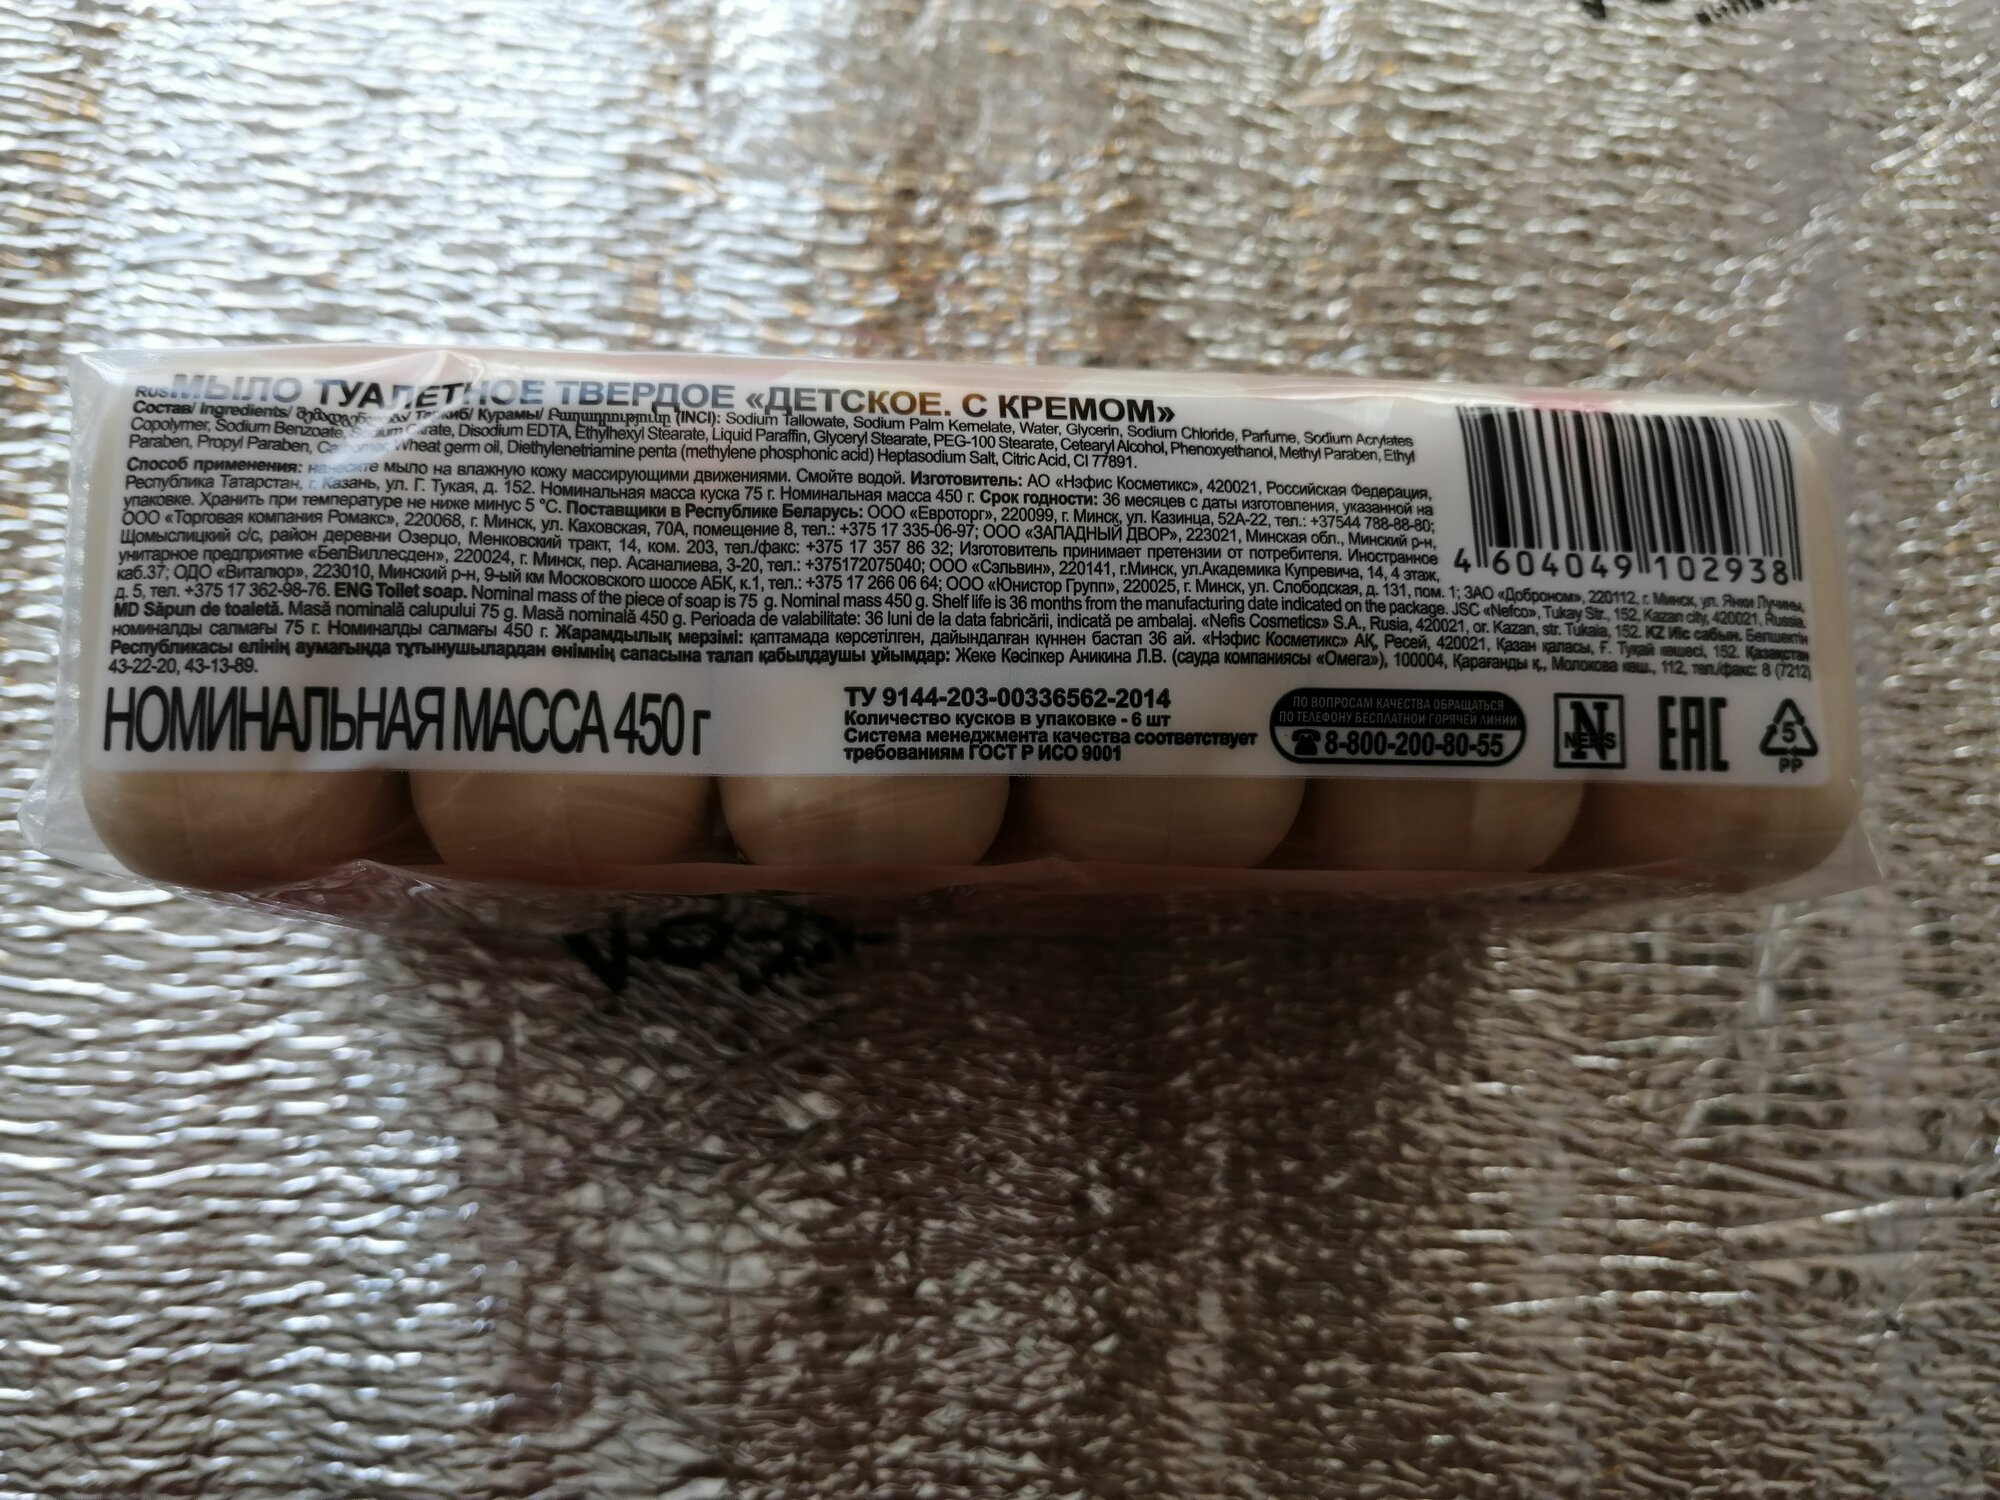 RUS МЫЛО ТУАЛЕТНОЕ ТВЕРДОЕ «ДЕТСКОЕ. С КРЕМОМ»
Состав/ Ingredients/ Таркиб/ Курамы/ Բաղադրությունը (INCI): Sodium Tallowate, Sodium Palm Kernelate, Water, Glycerin, Sodium Chloride, Parfume, Sodium Acrylates
Copolymer, Sodium Benzoate, Sodium Citrate, Disodium EDTA, Ethylhexyl Stearate, Liquid Paraffin, Glyceryl Stearate, PEG-100 Stearate, Cetearyl Alcohol, Phenoxyethanol, Methyl Paraben, Ethyl
Paraben, Propyl Paraben, Carbomer, Wheat germ oil, Diethylenetriamine penta (methylene phosphonic acid) Heptasodium Salt, Citric Acid, CI 77891.
Способ применения: нанесите мыло на влажную кожу массирующими движениями. Смойте водой. Изготовитель: АО «Нэфис Косметикс», 420021, Российская Федерация,
Республика Татарстан, г. Казань, ул. Г. Тукая, д. 152. Номинальная масса куска 75 г. Номинальная масса 450 г. Срок годности: 36 месяцев с даты изготовления, указанной на
упаковке. Хранить при температуре не ниже минус 5 °С. Поставщики в Республике Беларусь: ООО «Евроторг», 220099, г. Минск, ул. Казинца, 52А-22, тел.: +37544 788-88-80;
ООО «Торговая компания Ромакс», 220068, г. Минск, ул. Каховская, 70А, помещение 8, тел.: +375 17 335-06-97; ООО «ЗАПАДНЫЙ ДВОР», 223021, Минская обл., Минский р-н,
Щомыслицкий с/с, район деревни Озерцо, Менковский тракт, 14, ком. 203, тел./факс: +375 17 357 86 32; Изготовитель принимает претензии от потребителя. Иностранное
унитарное предприятие «БелВиллесден», 220024, г. Минск, пер. Асаналиева, 3-20, тел.: +375172075040; ООО «Сэльвин», 220141, г.Минск, ул.Академика Купревича, 14, 4 этаж,
каб.37; ОДО «Виталюр», 223010, Минский р-н, 9-ый км Московского шоссе АБК, к.1, тел.: +375 17 266 06 64; ООО «Юнистор Групп», 220025, г. Минск, ул. Слободская, д. 131, пом. 1; ЗАО «Доброном», 220112, г. Минск, ул. Янки Лучины,
д. 5, тел. +375 17 362-98-76. ENG Toilet soap. Nominal mass of the piece of soap is 75 g. Nominal mass 450 g. Shelf life is 36 months from the manufacturing date indicated on the package. JSC «Nefco», Tukay Str., 152, Kazan city, 420021, Russia.
MD Săpun de toaletă. Masă nominală calupului 75 g. Masă nominală 450 g. Perioada de valabilitate: 36 luni de la data fabricării, indicată pe ambalaj. «Nefis Cosmetics» S.A., Rusia, 420021, or. Kazan, str. Tukaia, 152. KZ Иіс сабын. Бөлшектің
номиналды салмағы 75 г. Номиналды салмағы 450 г. Жарамдылық мерзімі: қаптамада көрсетілген, дайындалған күннен бастап 36 ай. «Нэфис Косметикс» АҚ, Ресей, 420021, Қазан қаласы, Ғ. Тукай көшесі, 152. Қазақстан
Республикасы елінің аумағында тұтынушылардан өнімнің сапасына талап қабылдаушы ұйымдар: Жеке Кәсіпкер Аникина Л.В. (сауда компаниясы «Омега»), 100004, Қарағанды қ., Молокова көш., 112, тел./факс: 8 (7212)
43-22-20, 43-13-89.
4 604049 102938
НОМИНАЛЬНАЯ МАССА 450 г
ТУ 9144-203-00336562-2014
Количество кусков в упаковке - 6 шт
Система менеджмента качества соответствует
требованиям ГОСТ Р ИСО 9001
ПО ВОПРОСАМ КАЧЕСТВА ОБРАЩАТЬСЯ
ПО ТЕЛЕФОНУ БЕСПЛАТНОЙ ГОРЯЧЕЙ ЛИНИИ
8-800-200-80-55
NEFIS
EAC
5
PP